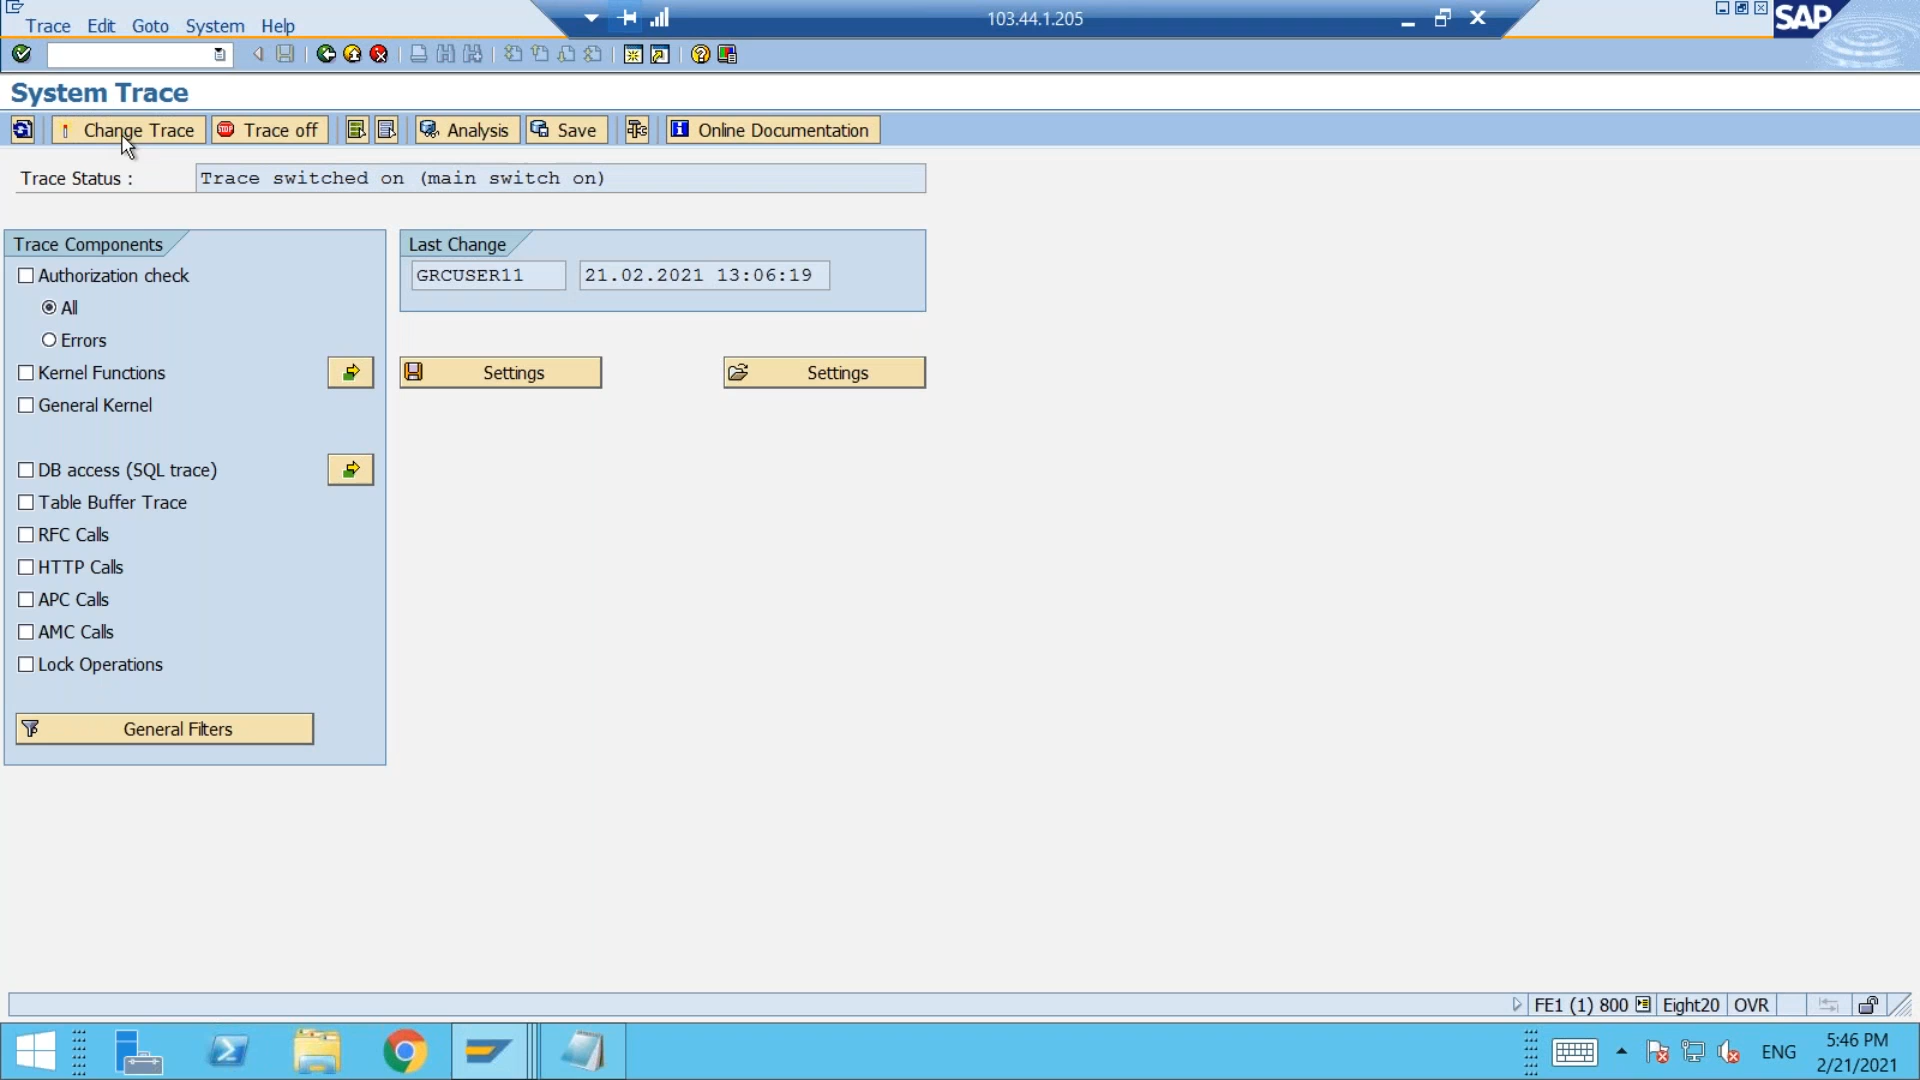 103.44.1.205
Trace Edit Goto System Help
SAP
System Trace
Change Trace
STOP Trace off
Analysis
Save
Online Documentation
Trace Status :
Trace switched on (main switch on)
Trace Components
Authorization check
All
Errors
Kernel Functions
General Kernel
DB access (SQL trace)
Table Buffer Trace
RFC Calls
HTTP Calls
APC Calls
AMC Calls
Lock Operations
General Filters
Last Change
GRCUSER11 21.02.2021 13:06:19
Settings
Settings
FE1 (1) 800 Eight20 OVR
ENG
5:46 PM
2/21/2021